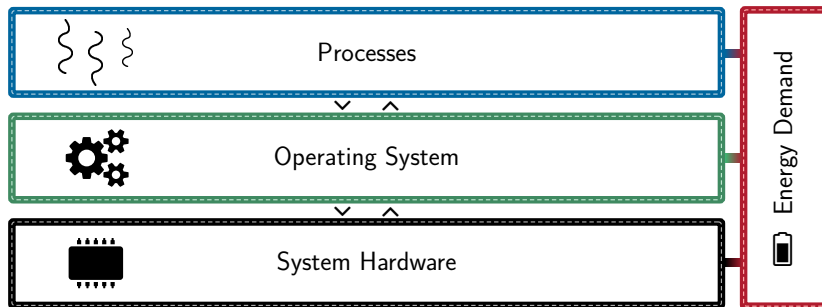 Processes
Operating System
System Hardware
Energy Demand